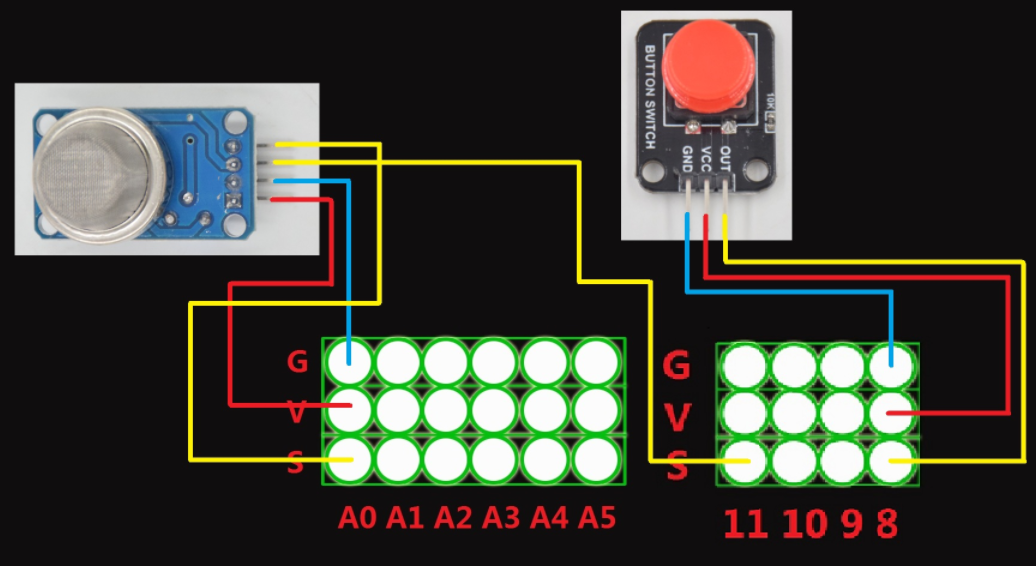 BUTTON SWITCH
10K
GND
VCC
OUT
G
V
S
A0 A1 A2 A3 A4 A5
G
V
S
11 10 9 8